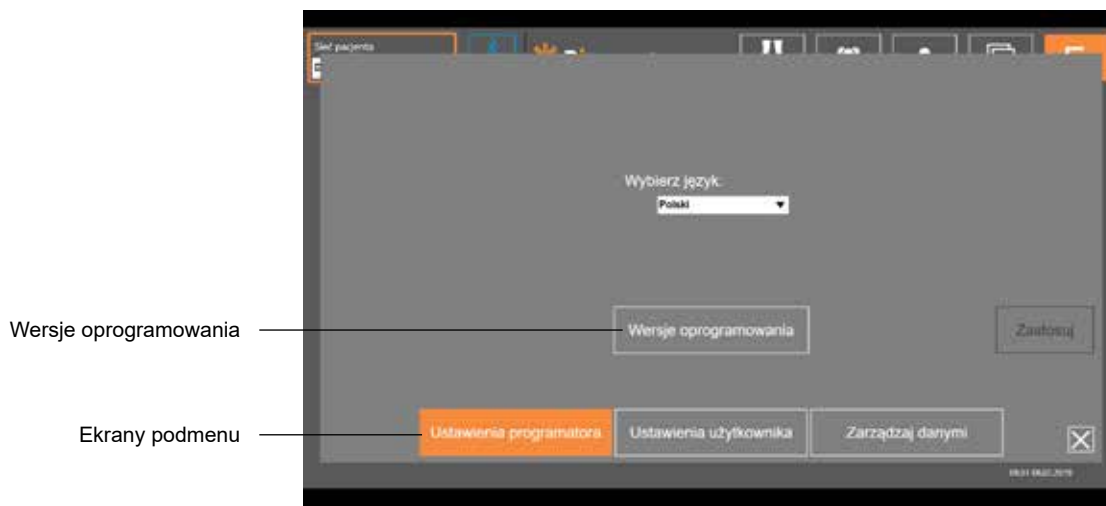 Sieć pacjenta
Wybierz język:
Polski
Wersje oprogramowania
Wersje oprogramowania
Zastosuj
Ekrany podmenu
Ustawienia programatora
Ustawienia użytkownika
Zarządzaj danymi